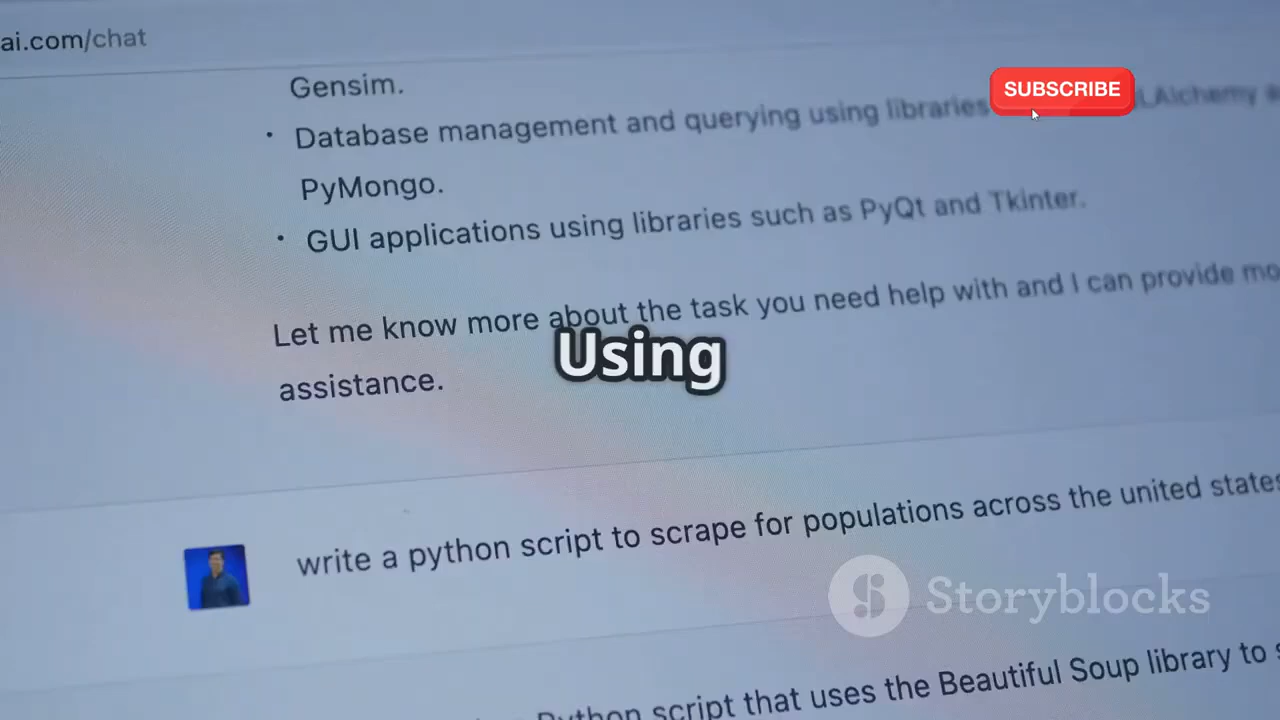 ai.com/chat
Gensim.
SUBSCRIBE
· Database management and querying using libraries
PyMongo.
· GUI applications using libraries such as PyQt and Tkinter.
Let me know more about the task you need help with and I can provide
Using
assistance.
write a python script to scrape for populations across the united states
Storyblocks
Python script that uses the Beautiful Soup library to